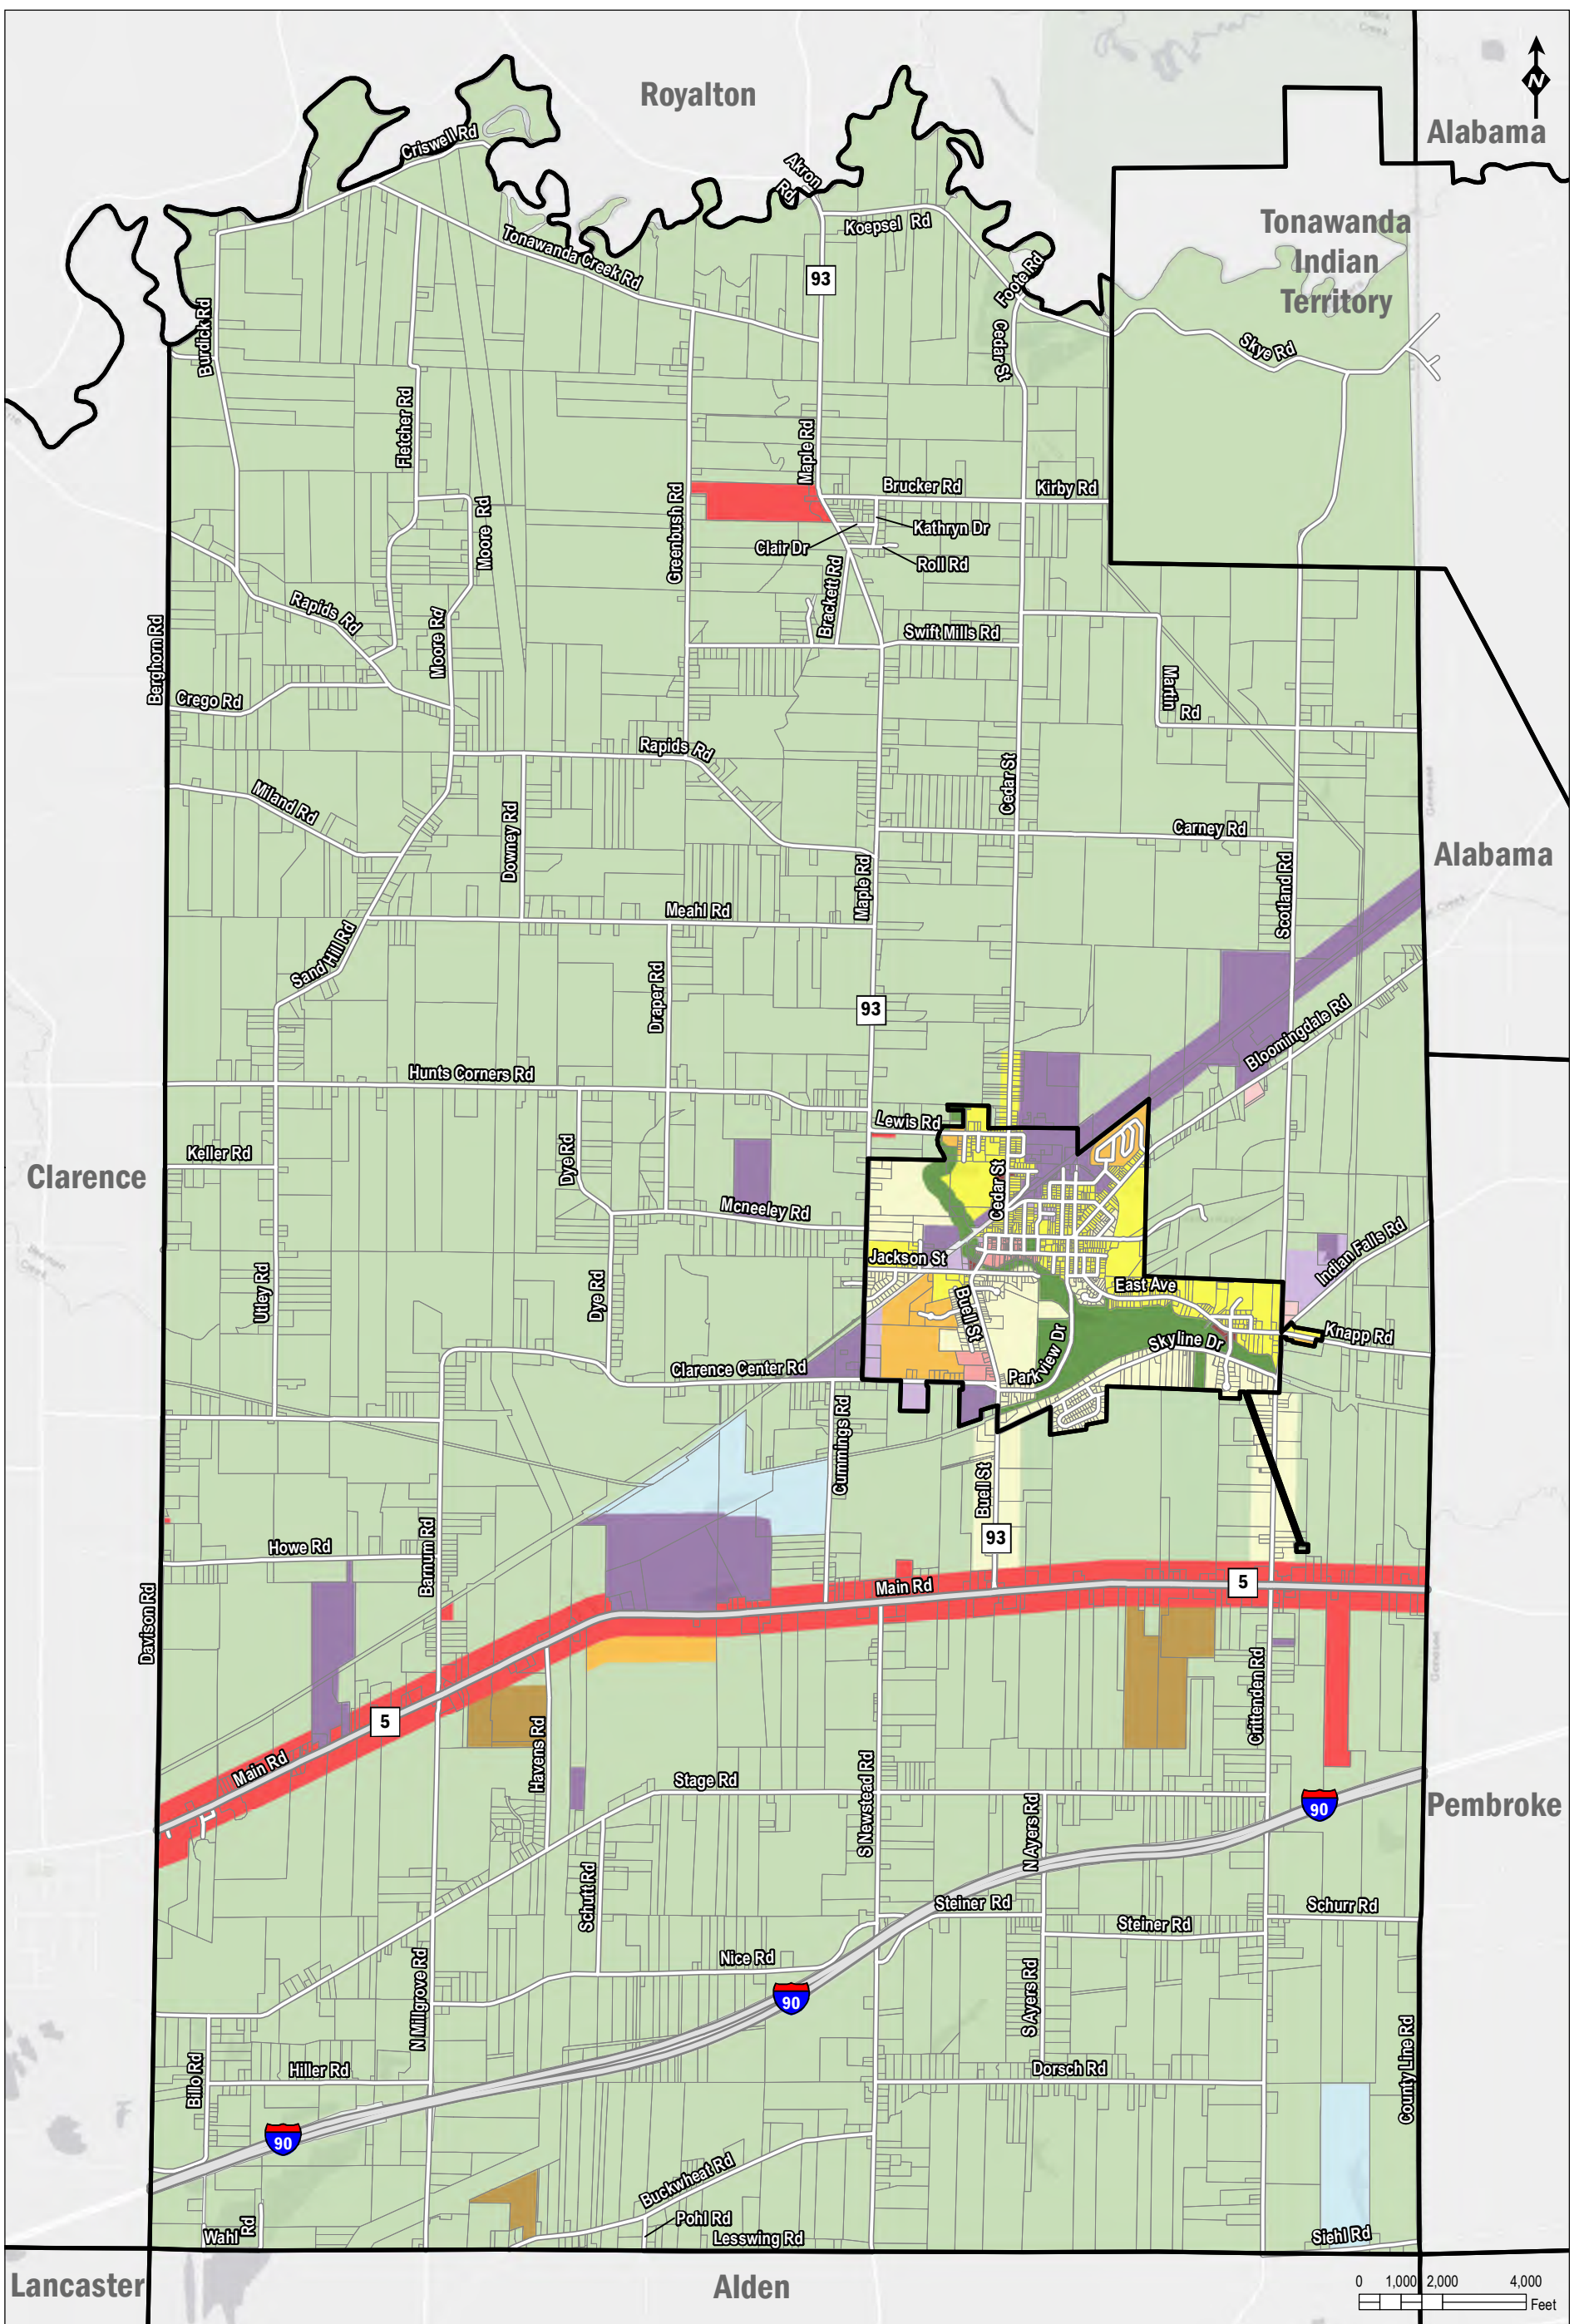 Royalton
N
Alabama
Criswell Rd
Akron
Rd
Koepsel Rd
Tonawanda
Indian
Territory
Tonawanda Creek Rd
93
Foote Rd
Burdick Rd
Cedar St
Skye Rd
Fletcher Rd
Maple Rd
Brucker Rd
Kirby Rd
Greenbush Rd
Moore Rd
Kathryn Dr
Clair Dr
Roll Rd
Brackett Rd
Rapids Rd
Moore Rd
Swift Mills Rd
Berghorn Rd
Martin
Rd
Crego Rd
Rapids Rd
Cedar St
Miland Rd
Downey Rd
Carney Rd
Alabama
Maple Rd
Scotland Rd
Meahl Rd
Sand Hill Rd
Draper Rd
93
Bloomingdale Rd
Hunts Corners Rd
Lewis Rd
Keller Rd
Dye Rd
Clarence
Cedar St
Mcneeley Rd
Jackson St
Indian Falls Rd
Utley Rd
Dye Rd
East Ave
Buell St
Knapp Rd
Skyline Dr
Parkview Dr
Clarence Center Rd
Cummings Rd
Buell St
93
Howe Rd
Barnum Rd
Main Rd
5
Davison Rd
Genesee
Genesee
Crittenden Rd
5
Main Rd
Havens Rd
Stage Rd
S Newstead Rd
N Ayers Rd
90
Pembroke
Schutt Rd
Steiner Rd
Schurr Rd
Steiner Rd
Nice Rd
N Millgrove Rd
90
S Ayers Rd
Hiller Rd
Billo Rd
Dorsch Rd
County Line Rd
90
Buckwheat Rd
Pohl Rd
Wahl Rd
Lesswing Rd
Siehl Rd
Lancaster
Alden
0 1,000 2,000 4,000
Feet